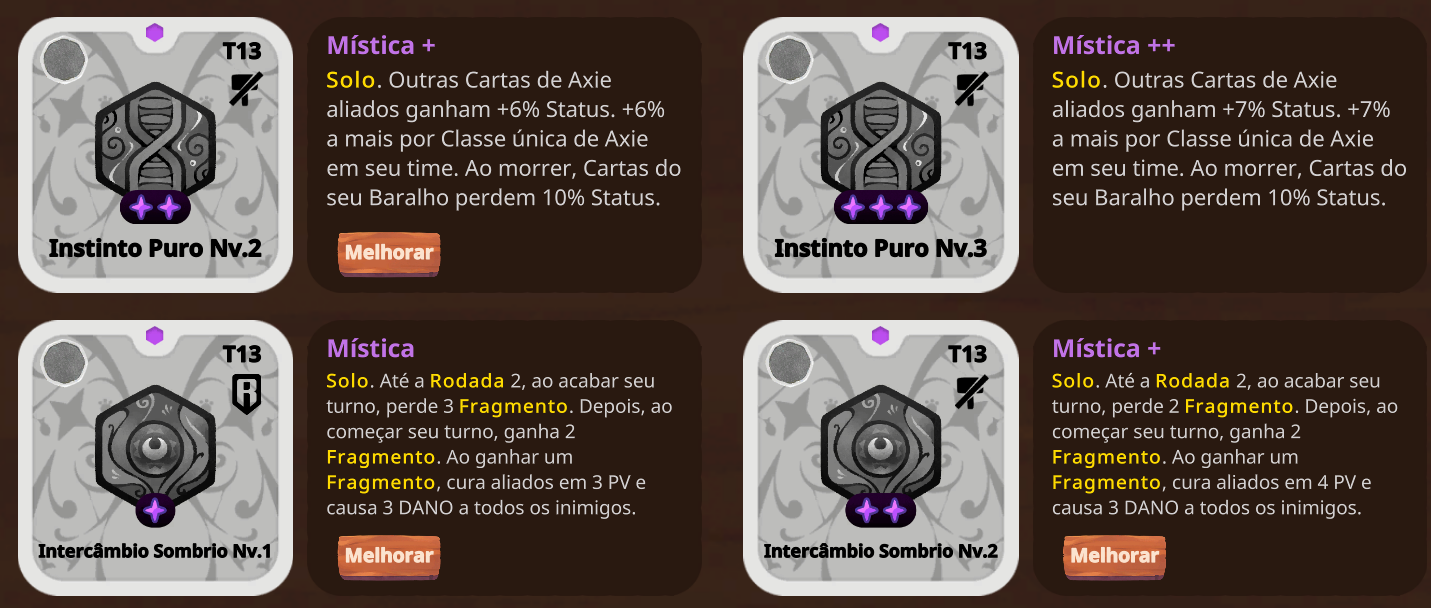 T13
Instinto Puro Nv.2
Mística +
Solo. Outras Cartas de Axie
aliados ganham +6% Status. +6%
a mais por Classe única de Axie
em seu time. Ao morrer, Cartas do
seu Baralho perdem 10% Status.
Melhorar
T13
Instinto Puro Nv.3
Mística ++
Solo. Outras Cartas de Axie
aliados ganham +7% Status. +7%
a mais por Classe única de Axie
em seu time. Ao morrer, Cartas do
seu Baralho perdem 10% Status.
T13
R
Intercâmbio Sombrio Nv.1
Mística
Solo. Até a Rodada 2, ao acabar seu
turno, perde 3 Fragmento. Depois, ao
começar seu turno, ganha 2
Fragmento. Ao ganhar um
Fragmento, cura aliados em 3 PV e
causa 3 DANO a todos os inimigos.
Melhorar
T13
Intercâmbio Sombrio Nv.2
Mística +
Solo. Até a Rodada 2, ao acabar seu
turno, perde 2 Fragmento. Depois, ao
começar seu turno, ganha 2
Fragmento. Ao ganhar um
Fragmento, cura aliados em 4 PV e
causa 3 DANO a todos os inimigos.
Melhorar